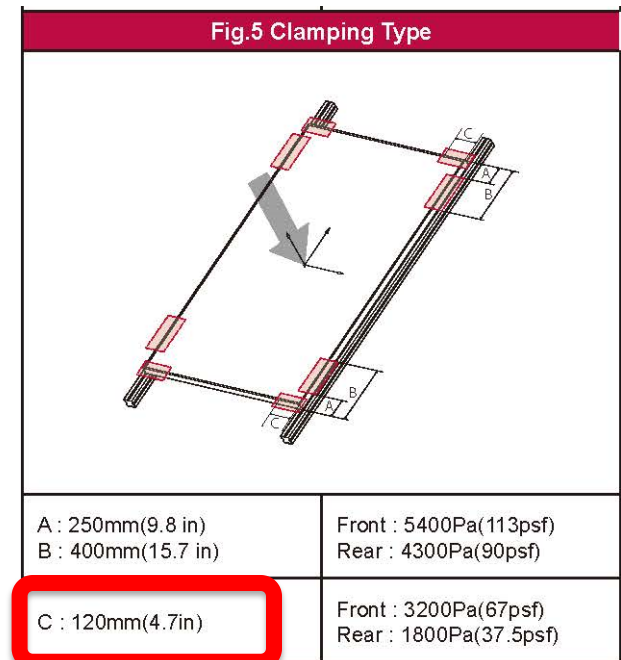 Fig.5 Clamping Type
C
A
B
B
A
C
A : 250mm(9.8 in)
B : 400mm(15.7 in)
Front : 5400Pa(113psf)
Rear : 4300Pa(90psf)
C : 120mm(4.7in)
Front : 3200Pa(67psf)
Rear : 1800Pa(37.5psf)